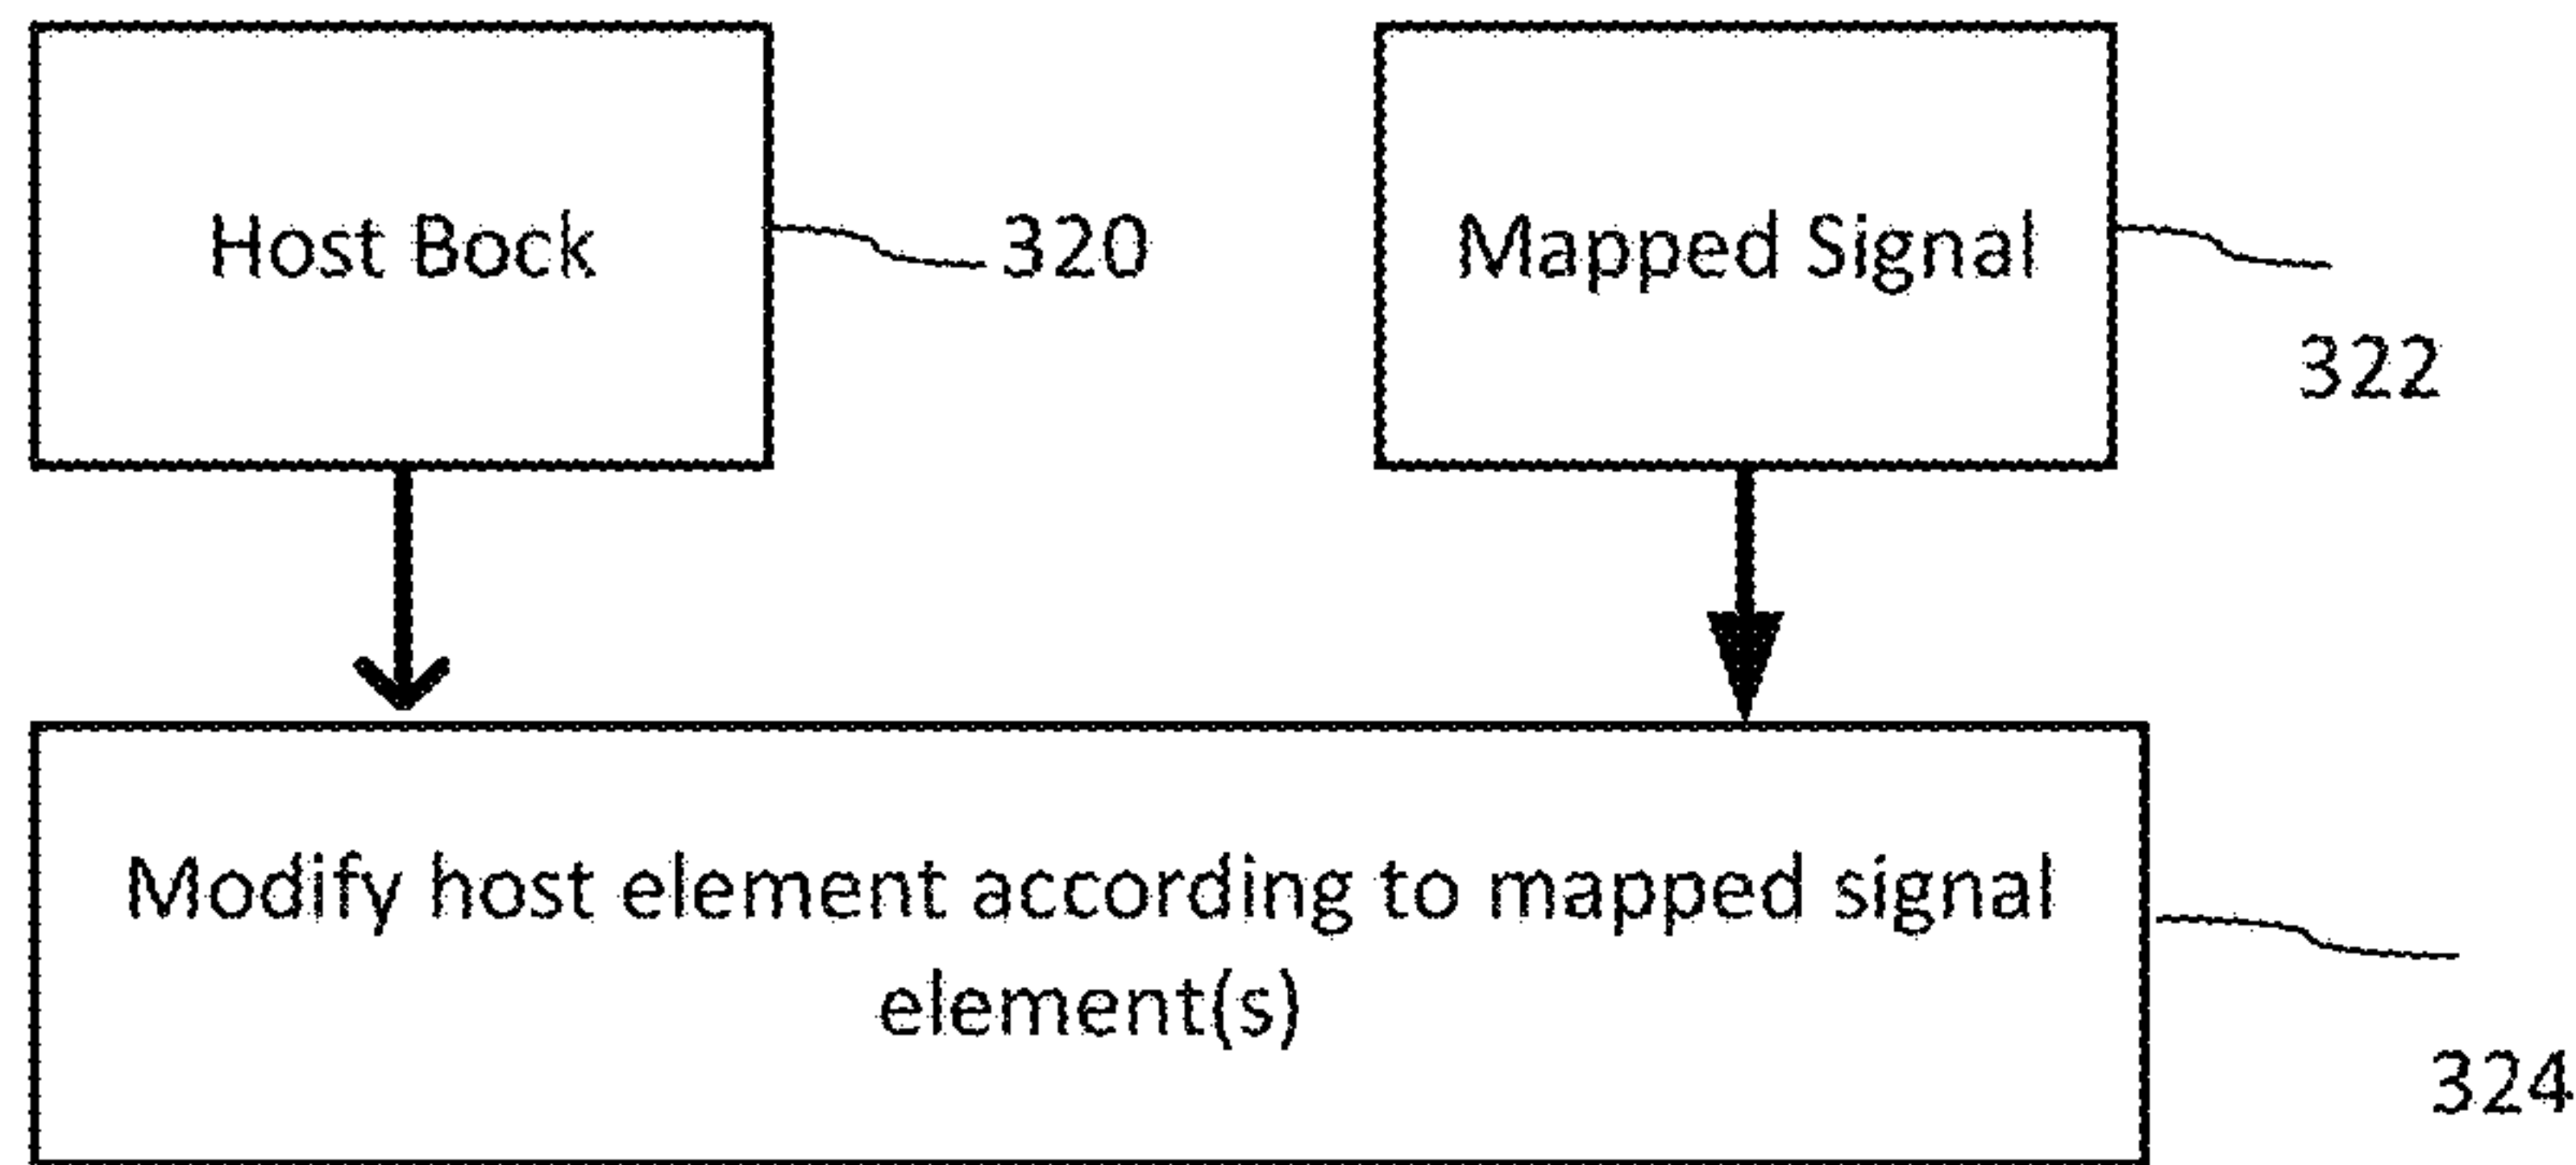 Host Bock
320
Mapped Signal
322
Modify host element according to mapped signal
element(s)
324